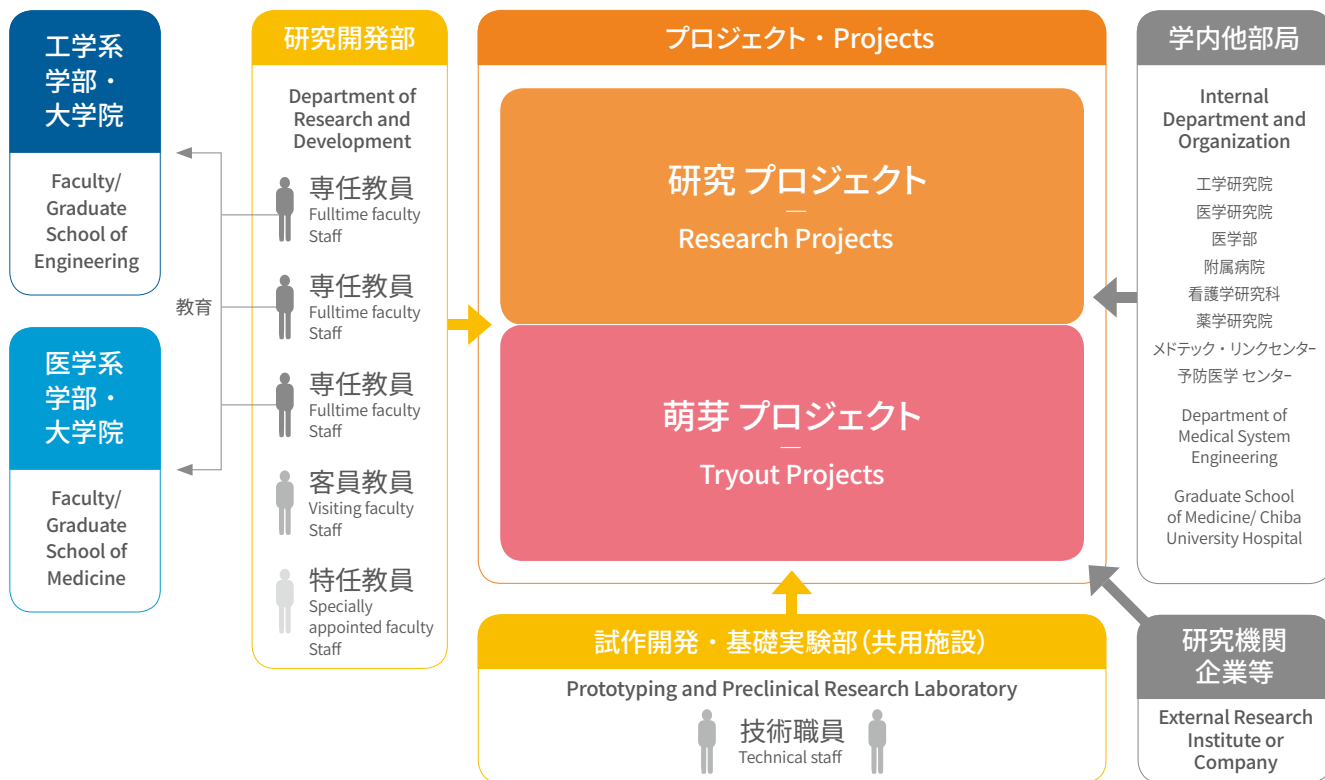 工学系
学部・
大学院
Faculty/
Graduate
School of
Engineering
医学系
学部・
大学院
Faculty/
Graduate
School of
Medicine
教育
研究開発部
Department of
Research and
Development
専任教員
Fulltime faculty
Staff
専任教員
Fulltime faculty
Staff
専任教員
Fulltime faculty
Staff
客員教員
Visiting faculty
Staff
特任教員
Specially
appointed faculty
Staff
プロジェクト・Projects
研究 プロジェクト
Research Projects
萌芽 プロジェクト
Tryout Projects
試作開発・基礎実験部（共用施設）
Prototyping and Preclinical Research Laboratory
技術職員
Technical staff
学内他部局
Internal
Department and
Organization
工学研究院
医学研究院
医学部
附属病院
看護学研究科
薬学研究院
メドテック・リンクセンター
予防医学 センター
Department of
Medical System
Engineering
Graduate School
of Medicine/ Chiba
University Hospital
研究機関
企業等
External Research
Institute or
Company